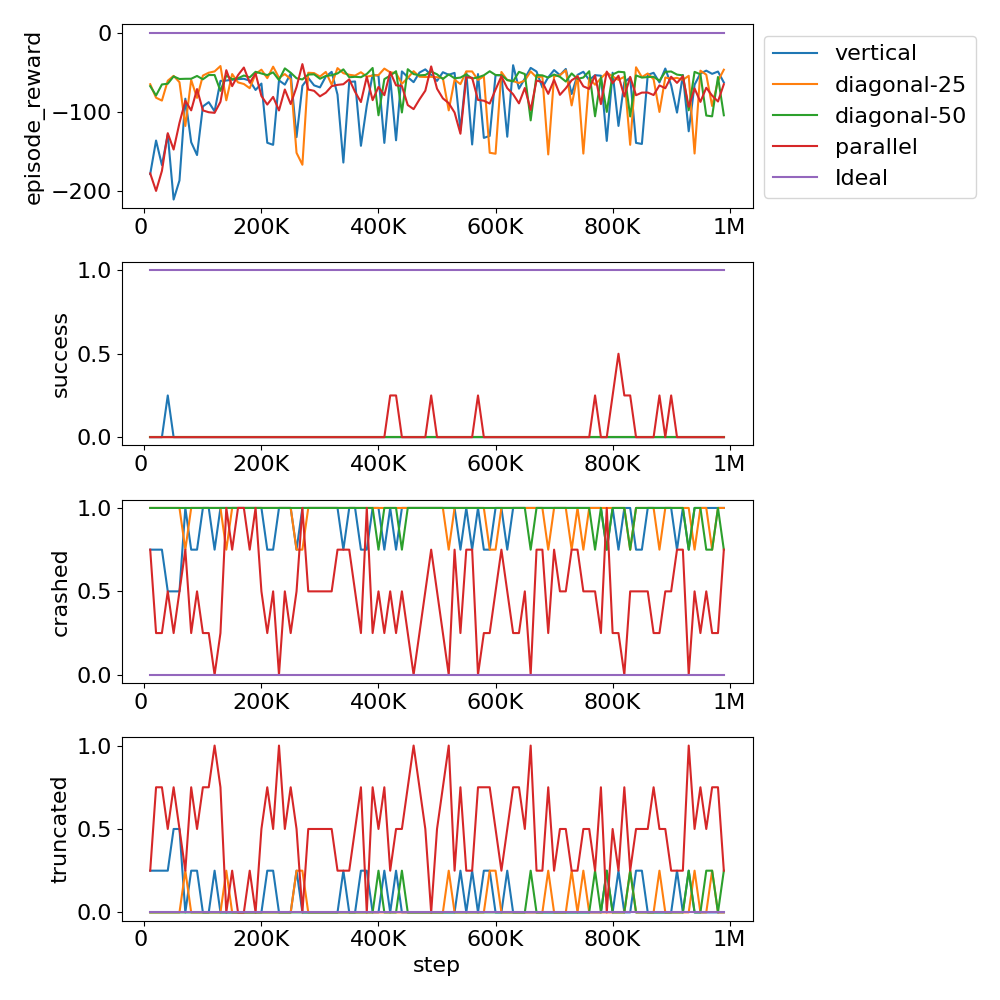 episode_reward
0
−100
−200
0 200K 400K 600K 800K 1M
vertical
diagonal-25
diagonal-50
parallel
Ideal
success
1.0
0.5
0.0
0 200K 400K 600K 800K 1M
crashed
1.0
0.5
0.0
0 200K 400K 600K 800K 1M
truncated
1.0
0.5
0.0
0 200K 400K 600K 800K 1M
step